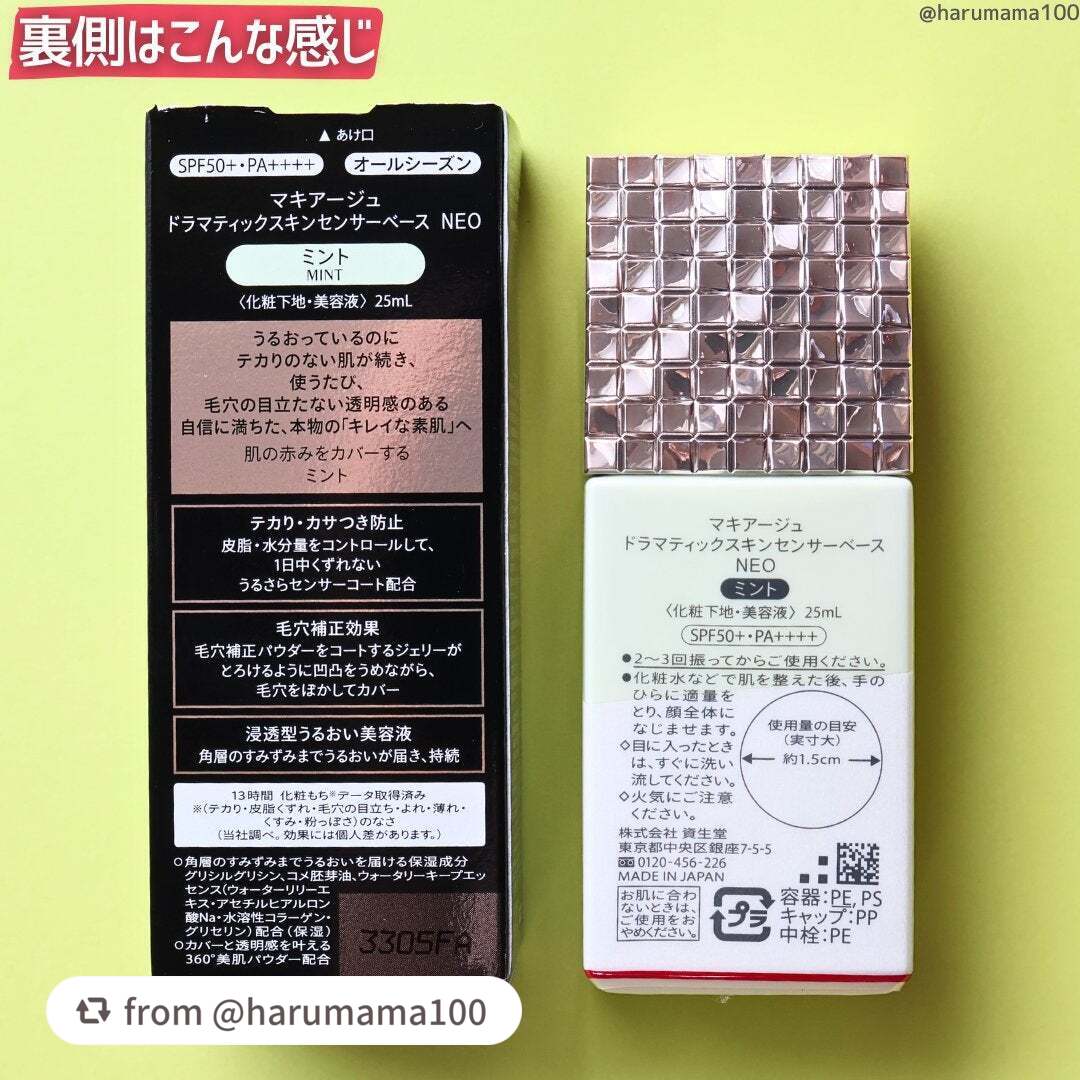 裏側はこんな感じ
@harumama100
▲あけ口
SPF50+・PA++++ オールシーズン
マキアージュ
ドラマティックスキンセンサーベース NEO
ミント
MINT
〈化粧下地・美容液〉25mL
うるおっているのに
テカりのない肌が続き、
使うたび、
毛穴の目立たない透明感のある
自信に満ちた、本物の「キレイな素肌」へ
肌の赤みをカバーする
ミント
テカり・カサつき防止
皮脂・水分量をコントロールして、
1日中くずれない
うるさらセンサーコート配合
毛穴補正効果
毛穴補正パウダーをコートするジェリーが
とろけるように凹凸をうめながら、
毛穴をぼかしてカバー
浸透型うるおい美容液
角層のすみずみまでうるおいが届き、持続
13時間 化粧もち※データ取得済み
※(テカり・皮脂くずれ・毛穴の目立ち・よれ・薄れ・
くすみ・粉っぽさ)のなさ
(当社調べ。効果には個人差があります。)
○角層のすみずみまでうるおいを届ける保湿成分
グリシルグリシン、コメ胚芽油、ウォータリーキープエッ
センス(ウォーターリリーエ
キス・アセチルヒアルロン
酸Na・水溶性コラーゲン・
グリセリン)配合(保湿)
○カバーと透明感を叶える
360°美肌パウダー配合
3305FA
マキアージュ
ドラマティックスキンセンサーベース
NEO
ミント
〈化粧下地・美容液〉25mL
SPF50+・PA++++
●2～3回振ってからご使用ください。
●化粧水などで肌を整えた後、手の
ひらに適量を
とり、顔全体に
なじませます。
◇目に入ったとき
は、すぐに洗い
流してください。
◇火気にご注意
ください。
使用量の目安
(実寸大)
約1.5cm
株式会社 資生堂
東京都中央区銀座7-5-5
0120-456-226
MADE IN JAPAN
お肌に合わ
ないときは、
ご使用をお
やめください。
プラ
容器:PE, PS
キャップ:PP
中栓:PE
from @harumama100